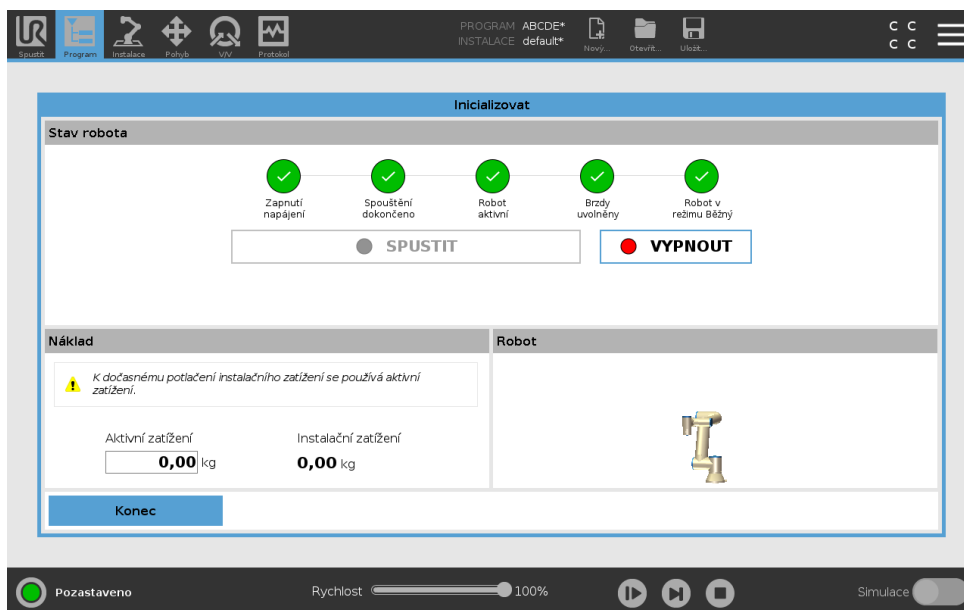 PROGRAM ABCDE*
INSTALACE default*
Spustit Program Instalace Pohyb V/V Protokol Nový... Otevřít... Uložit...
C C
C C
Inicializovat
Stav robota
Zapnutí napájení
Spouštění dokončeno
Robot aktivní
Brzdy uvolněny
Robot v režimu Běžný
SPUSTIT VYPNOUT
Náklad
K dočasnému potlačení instalačního zatížení se používá aktivní
zatížení.
Aktivní zatížení Instalační zatížení
0,00 kg 0,00 kg
Robot
Konec
Pozastaveno Rychlost 100% Simulace